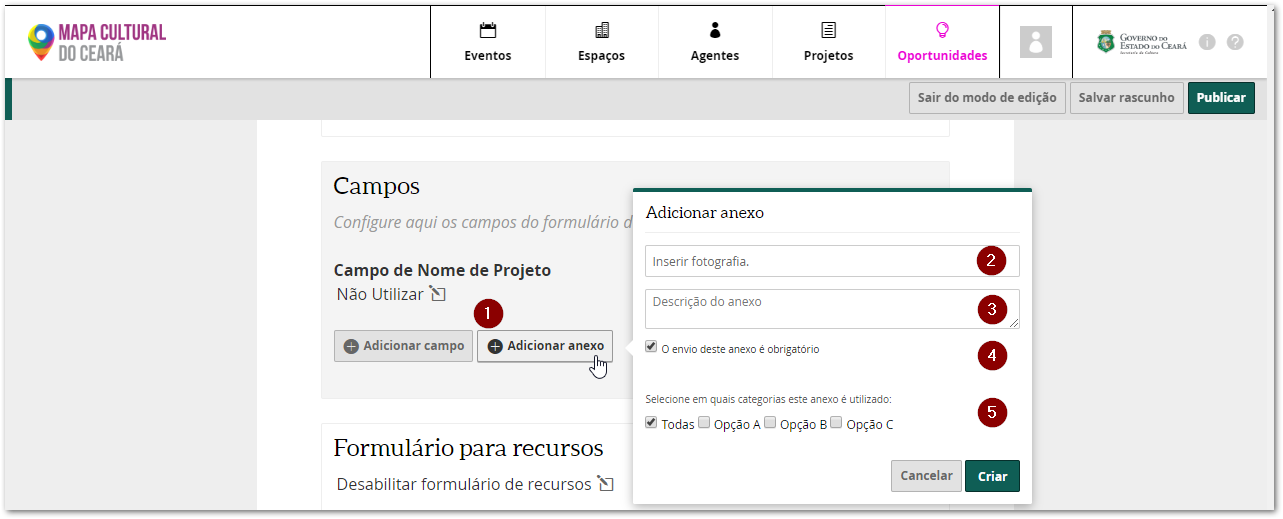 MAPA CULTURAL
DO CEARÁ
Eventos
Espaços
Agentes
Projetos
Oportunidades
GOVERNO DO
ESTADO DO CEARÁ
Secretaria da Cultura
i
?
Sair do modo de edição
Salvar rascunho
Publicar
Campos
Configure aqui os campos do formulário d
Campo de Nome de Projeto
Não Utilizar
1
Adicionar campo
Adicionar anexo
Adicionar anexo
Inserir fotografia.
2
Descrição do anexo
3
O envio deste anexo é obrigatório
4
Selecione em quais categorias este anexo é utilizado:
5
Todas Opção A Opção B Opção C
Cancelar
Criar
Formulário para recursos
Desabilitar formulário de recursos